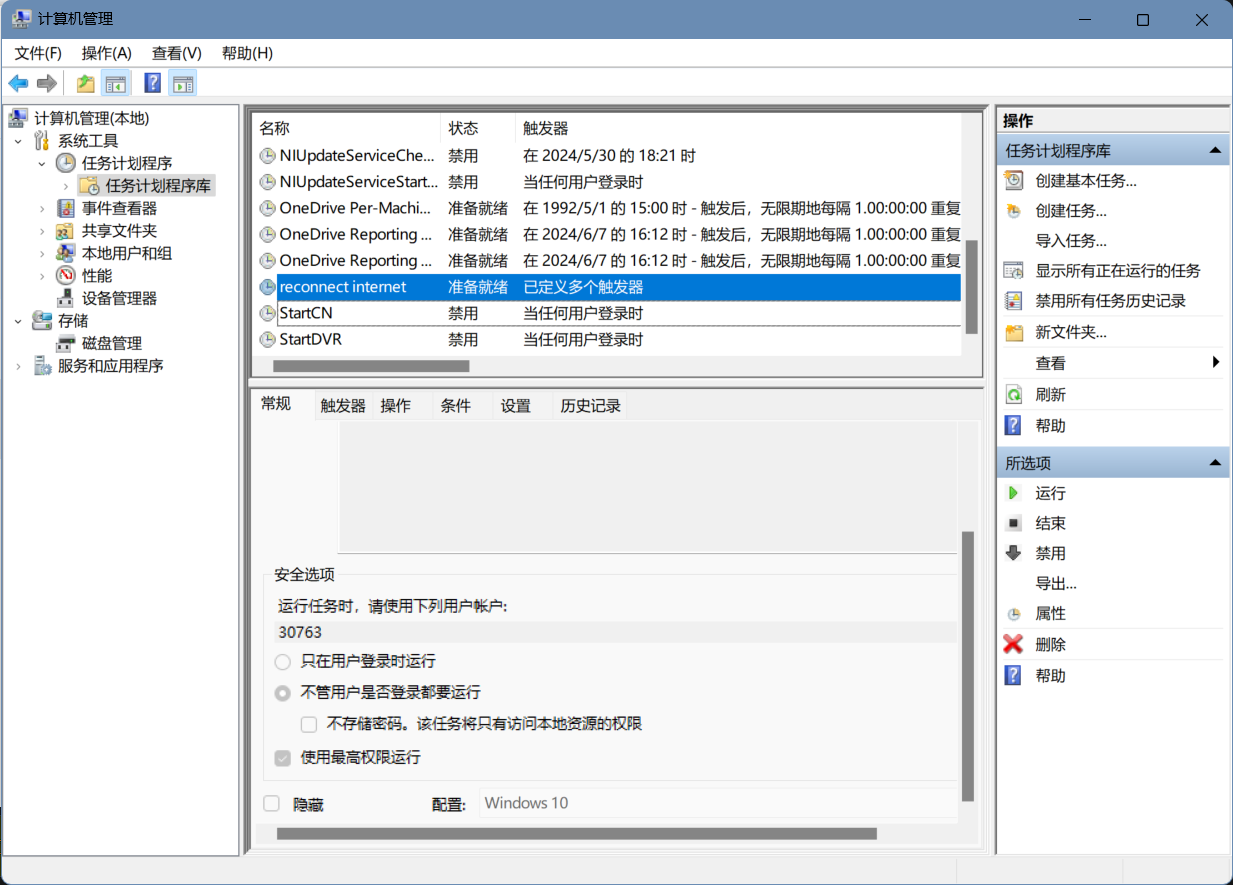 计算机管理
文件(F) 操作(A) 查看(V) 帮助(H)
计算机管理(本地)
系统工具
任务计划程序
任务计划程序库
事件查看器
共享文件夹
本地用户和组
性能
设备管理器
存储
磁盘管理
服务和应用程序
名称 状态 触发器
NIUpdateServiceChe... 禁用 在 2024/5/30 的 18:21 时
NIUpdateServiceStart... 禁用 当任何用户登录时
OneDrive Per-Machi... 准备就绪 在 1992/5/1 的 15:00 时 - 触发后，无限期地每隔 1.00:00:00 重复
OneDrive Reporting ... 准备就绪 在 2024/6/7 的 16:12 时 - 触发后，无限期地每隔 1.00:00:00 重复
OneDrive Reporting ... 准备就绪 在 2024/6/7 的 16:12 时 - 触发后，无限期地每隔 1.00:00:00 重复
reconnect internet 准备就绪 已定义多个触发器
StartCN 禁用 当任何用户登录时
StartDVR 禁用 当任何用户登录时
常规 触发器 操作 条件 设置 历史记录
安全选项
运行任务时，请使用下列用户帐户:
30763
只在用户登录时运行
不管用户是否登录都要运行
不存储密码。该任务将只有访问本地资源的权限
使用最高权限运行
隐藏 配置: Windows 10
操作
任务计划程序库
创建基本任务...
创建任务...
导入任务...
显示所有正在运行的任务
禁用所有任务历史记录
新文件夹...
查看
刷新
帮助
所选项
运行
结束
禁用
导出...
属性
删除
帮助